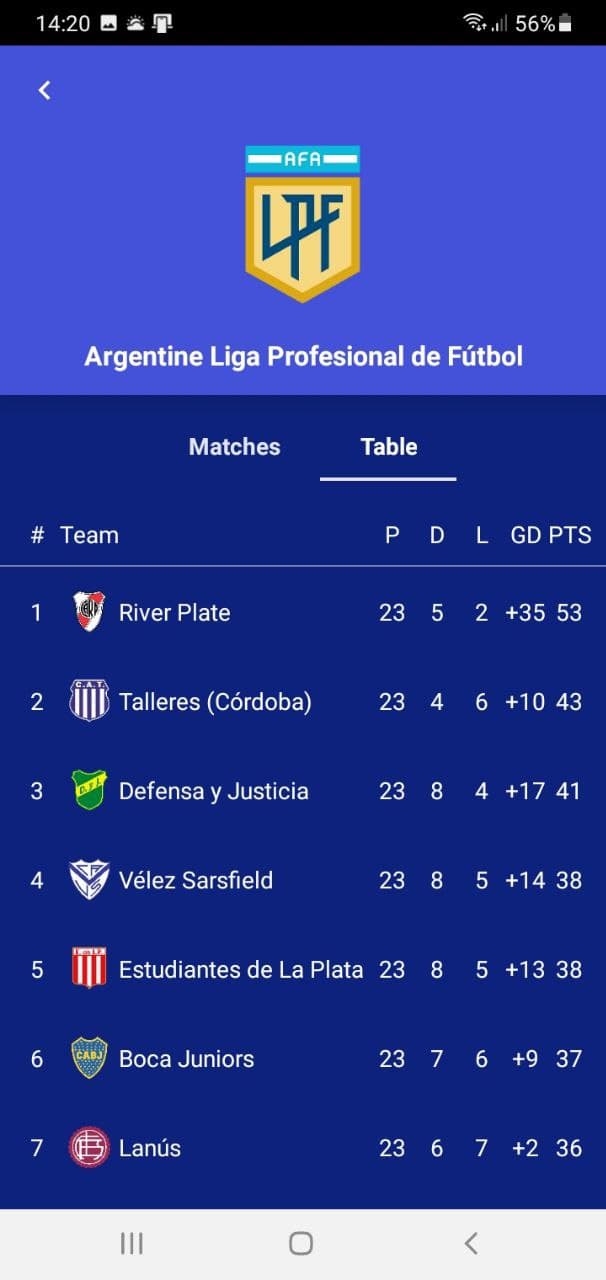 14:20 56%
AFA
LPF
Argentine Liga Profesional de Fútbol
Matches Table
# Team P D L GD PTS
1 River Plate 23 5 2 +35 53
C.A.T.
2 Talleres (Córdoba) 23 4 6 +10 43
3 Defensa y Justicia 23 8 4 +17 41
4 Vélez Sarsfield 23 8 5 +14 38
5 Estudiantes de La Plata 23 8 5 +13 38
CABJ
6 Boca Juniors 23 7 6 +9 37
7 Lanús 23 6 7 +2 36